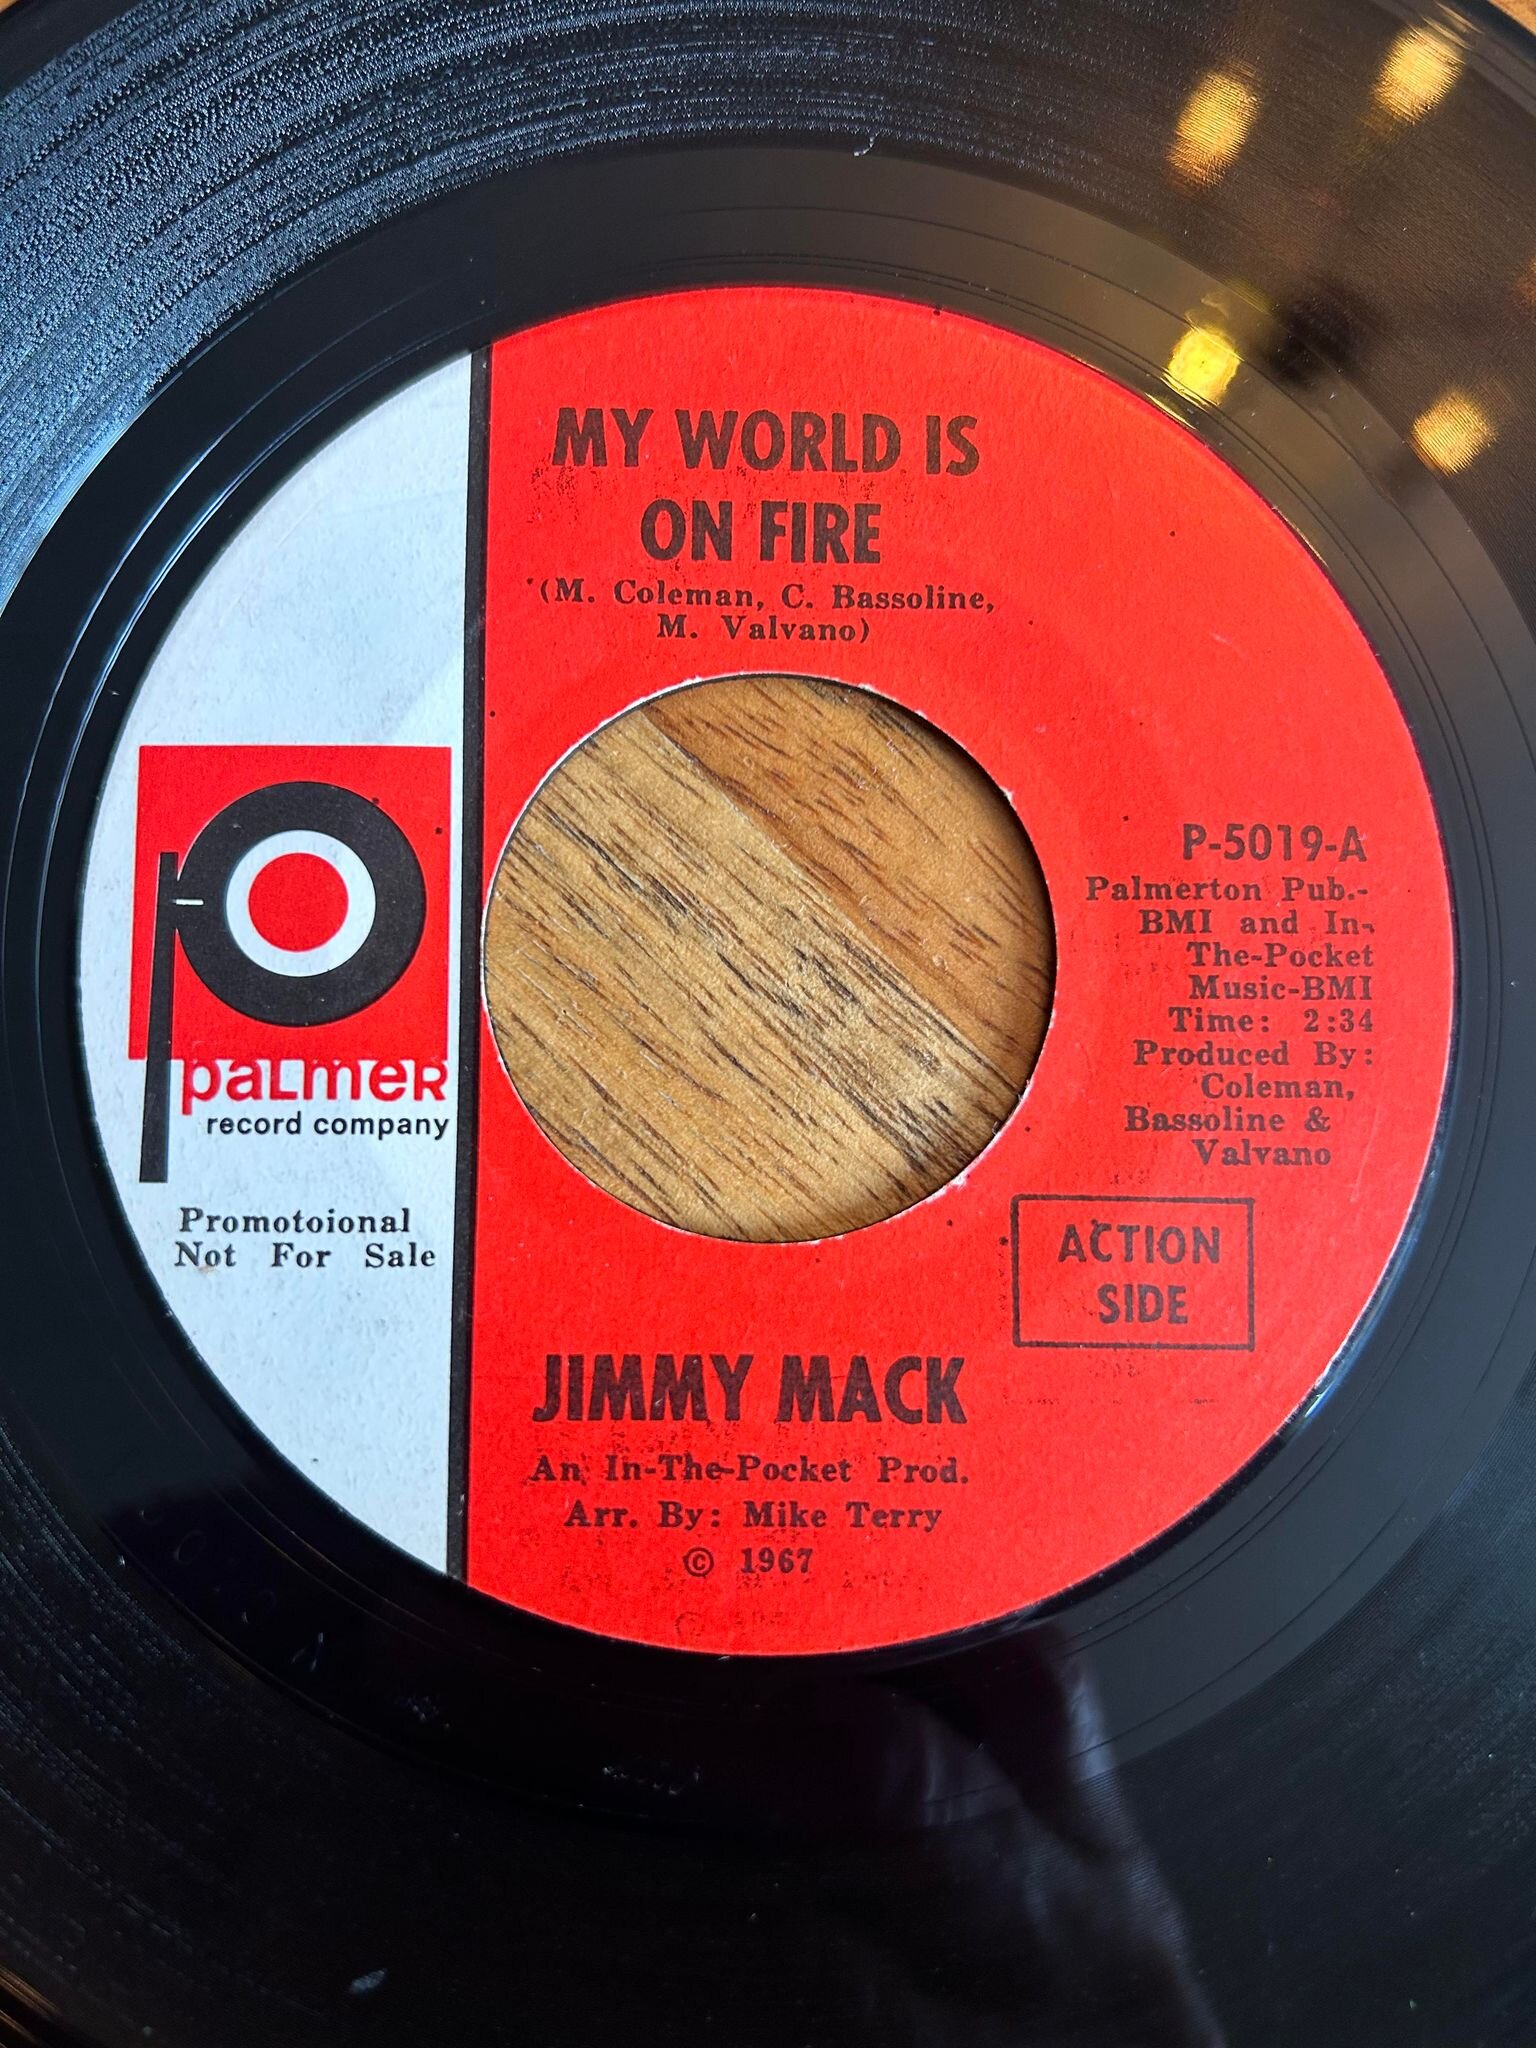 MY WORLD IS
ON FIRE
(M. Coleman, C. Bassoline,
M. Valvano)
P-5019-A
Palmerton Pub.-
BMI and In-
The-Pocket
Music-BMI
Time: 2:34
Produced By:
Coleman,
Bassoline &
Valvano
palmer
record company
Promotoional
Not For Sale
ACTION
SIDE
JIMMY MACK
An In-The-Pocket Prod.
Arr. By: Mike Terry
© 1967